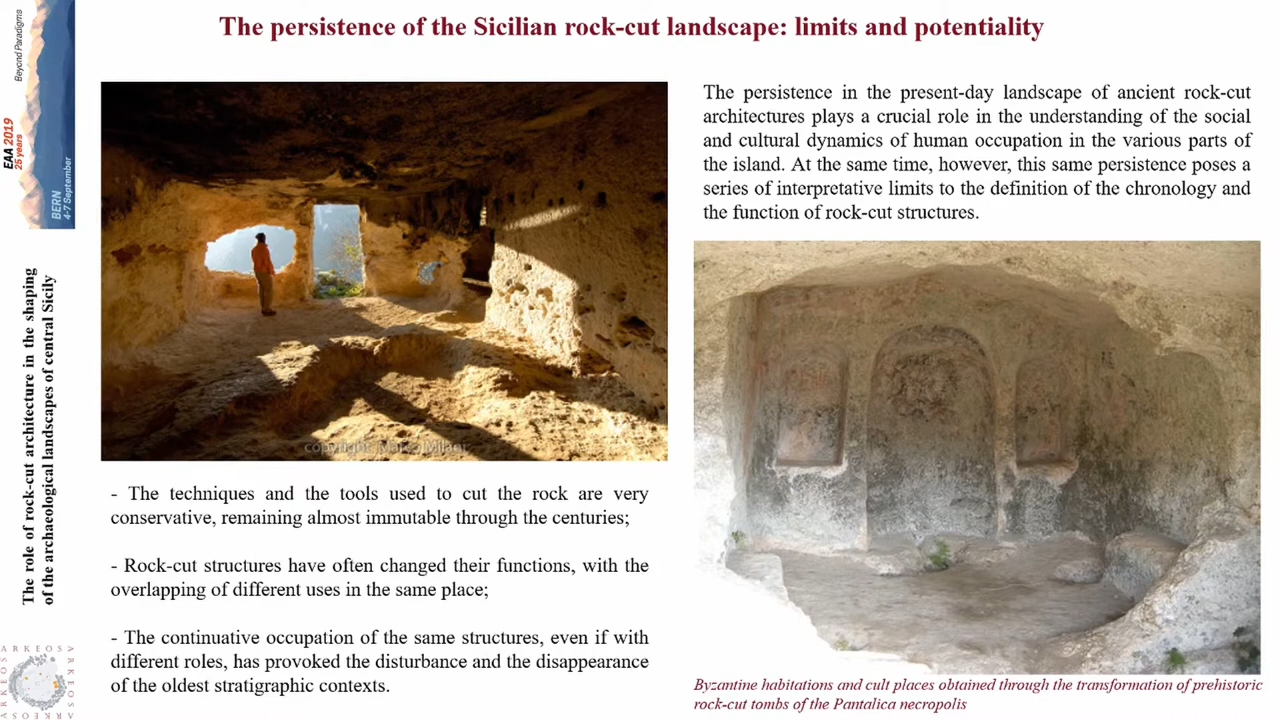 The persistence of the Sicilian rock-cut landscape: limits and potentiality
Beyond Paradigms
EAA 2019
25 years
BERN
4-7 September
The role of rock-cut architecture in the shaping
of the archaeological landscapes of central Sicily
ARKEOS
ARKEOS
ARKEOS
ARKEOS
copyright Marco Milani
- The techniques and the tools used to cut the rock are very
conservative, remaining almost immutable through the centuries;
- Rock-cut structures have often changed their functions, with the
overlapping of different uses in the same place;
- The continuative occupation of the same structures, even if with
different roles, has provoked the disturbance and the disappearance
of the oldest stratigraphic contexts.
The persistence in the present-day landscape of ancient rock-cut
architectures plays a crucial role in the understanding of the social
and cultural dynamics of human occupation in the various parts of
the island. At the same time, however, this same persistence poses a
series of interpretative limits to the definition of the chronology and
the function of rock-cut structures.
Byzantine habitations and cult places obtained through the transformation of prehistoric
rock-cut tombs of the Pantalica necropolis